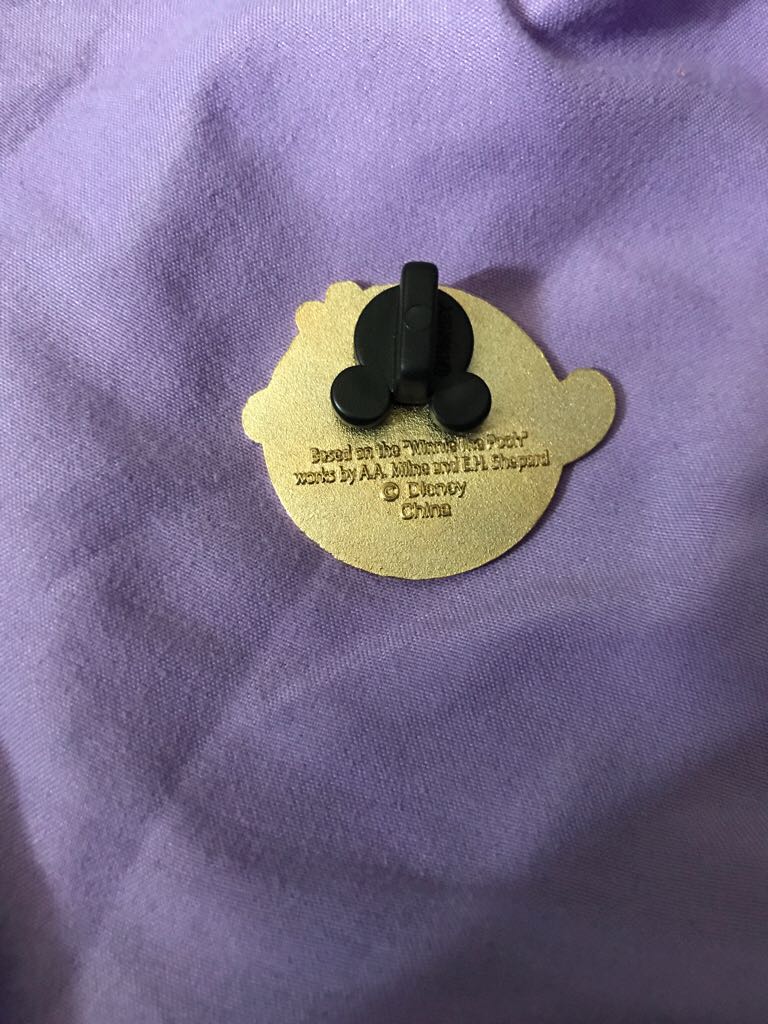 Based on the "Winnie the Pooh"
works by A.A. Milne and E.H. Shepard
© Disney
China